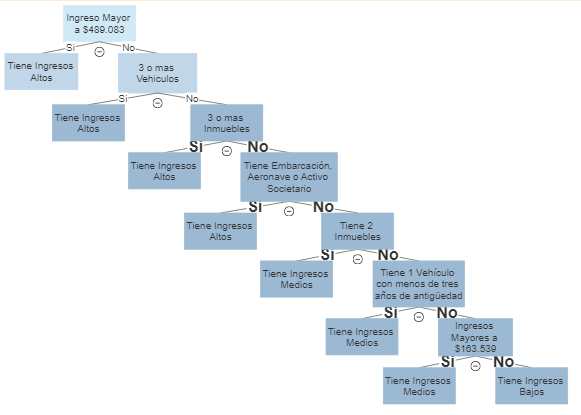 Ingreso Mayor
a $489.083
Si
No
Tiene Ingresos
Altos
3 o mas
Vehiculos
Si
No
Tiene Ingresos
Altos
3 o mas
Inmuebles
Si
No
Tiene Ingresos
Altos
Tiene Embarcación,
Aeronave o Activo
Societario
Si
No
Tiene Ingresos
Altos
Tiene 2
Inmuebles
Si
No
Tiene Ingresos
Medios
Tiene 1 Vehículo
con menos de tres
años de antigüedad
Si
No
Tiene Ingresos
Medios
Ingresos
Mayores a
$163.539
Si
No
Tiene Ingresos
Medios
Tiene Ingresos
Bajos